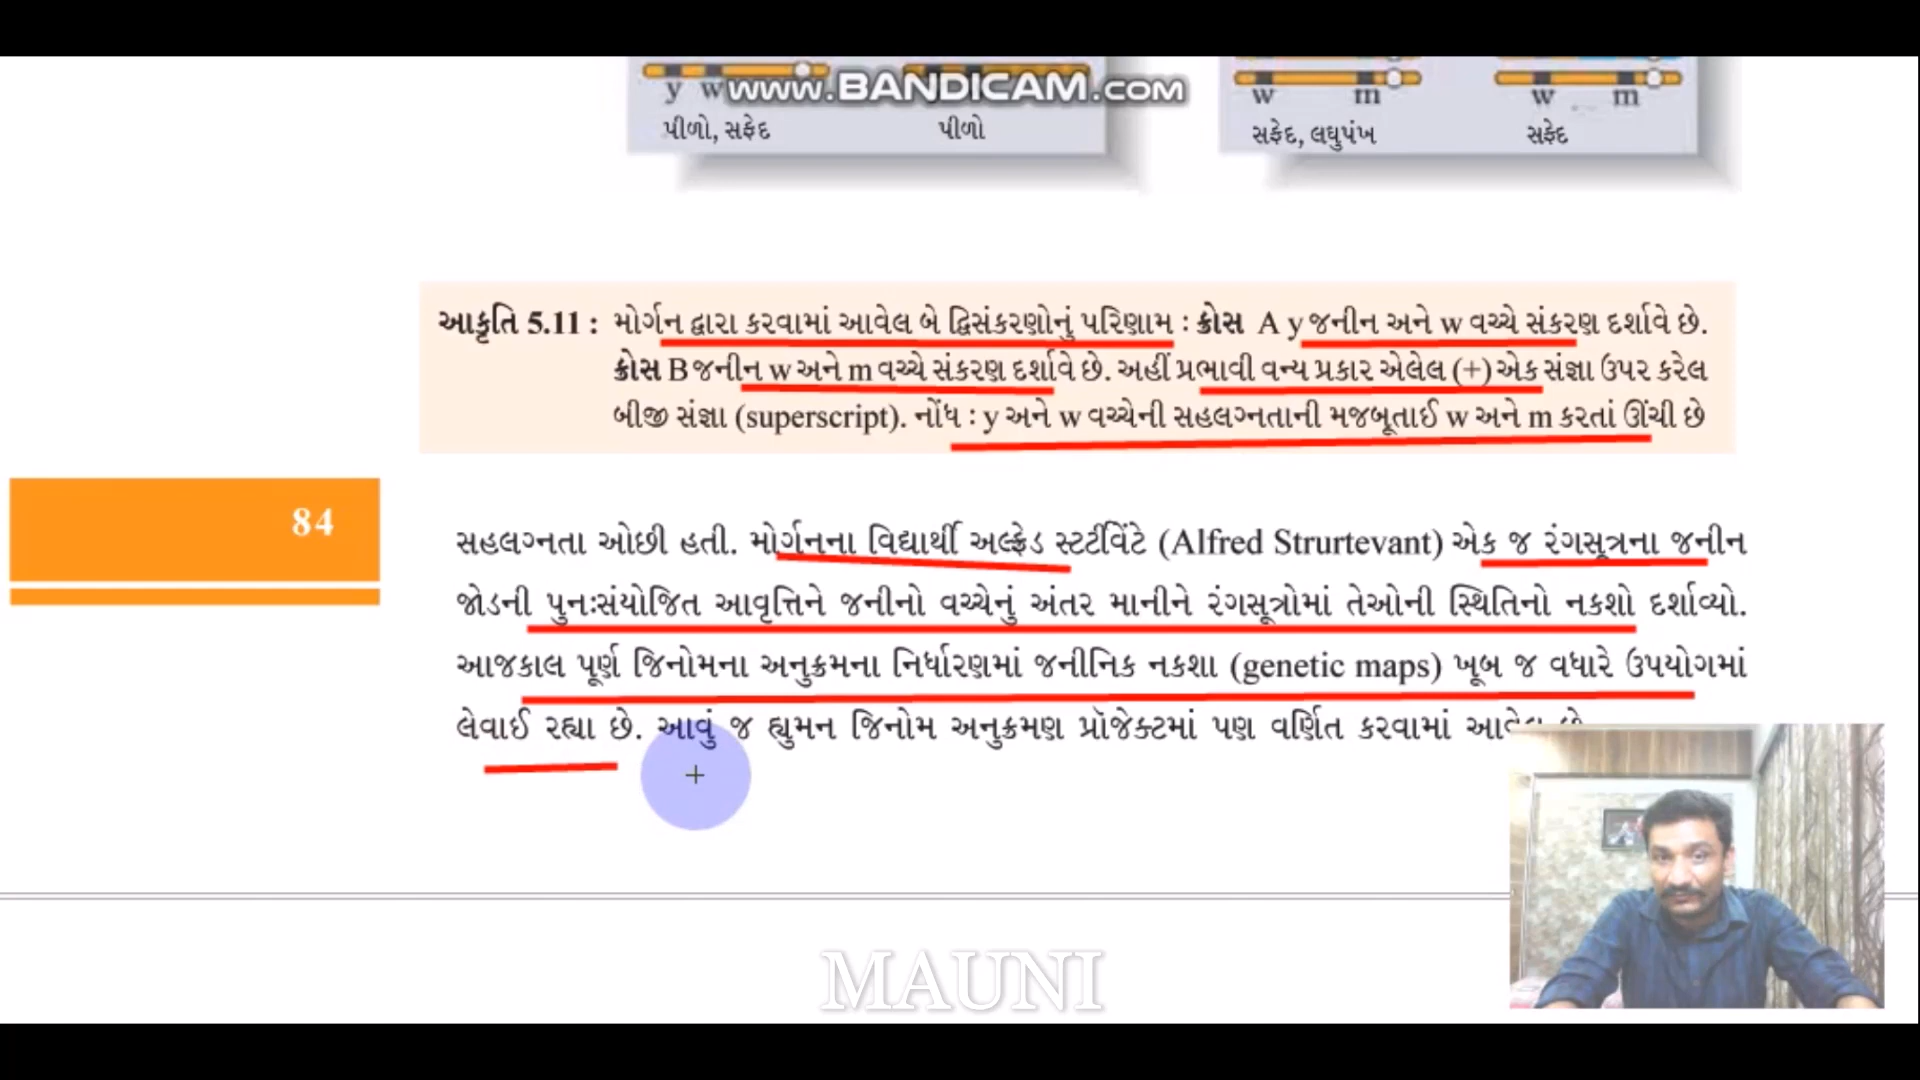 y w
www.BANDICAM.com
w m
w m
પીળો, સફેદ
પીળો
સફેદ, લઘુપંખ
સફેદ
આકૃતિ 5.11 : મોર્ગન દ્વારા કરવામાં આવેલ બે દ્વિસંકરણોનું પરિણામ : ક્રોસ A y જનીન અને w વચ્ચે સંકરણ દર્શાવે છે.
ક્રોસ B જનીન w અને m વચ્ચે સંકરણ દર્શાવે છે. અહીં પ્રભાવી વન્ય પ્રકાર એલેલ (+) એક સંજ્ઞા ઉપર કરેલ
બીજી સંજ્ઞા (superscript). નોંધ : y અને w વચ્ચેની સહલગ્નતાની મજબૂતાઈ w અને m કરતાં ઊંચી છે
84
સહલગ્નતા ઓછી હતી. મોર્ગનના વિદ્યાર્થી અલ્ફ્રેડ સ્ટર્ટીવેંટે (Alfred Strurtevant) એક જ રંગસૂત્રના જનીન
જોડની પુનઃસંયોજિત આવૃત્તિને જનીનો વચ્ચેનું અંતર માનીને રંગસૂત્રોમાં તેઓની સ્થિતિનો નકશો દર્શાવ્યો.
આજકાલ પૂર્ણ જિનોમના અનુક્રમના નિર્ધારણમાં જનીનિક નકશા (genetic maps) ખૂબ જ વધારે ઉપયોગમાં
લેવાઈ રહ્યા છે. આવું જ હ્યુમન જિનોમ અનુક્રમણ પ્રૉજેક્ટમાં પણ વર્ણિત કરવામાં
MAUNI